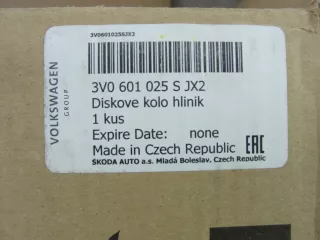 3V0601025SJX2
VOLKSWAGEN
GROUP
3V0 601 025 S JX2
Diskove kolo hlinik
1 kus
Expire Date: none
Made in Czech Republic
EAC
SKODA AUTO a.s. Mladá Boleslav, Czech Republic